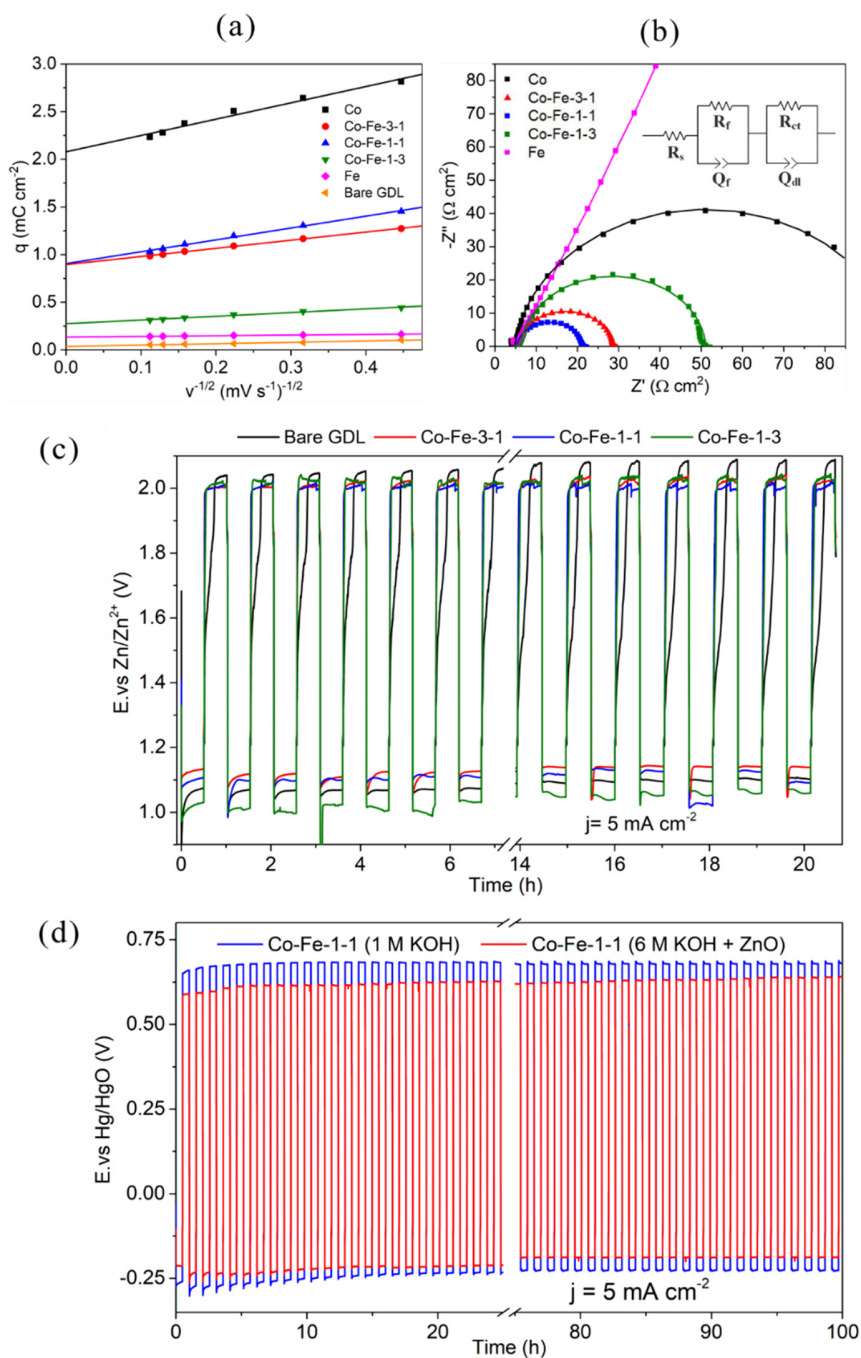 (a)
3.0
2.5
2.0
1.5
1.0
0.5
0.0
q (mC cm⁻²)
Co
Co-Fe-3-1
Co-Fe-1-1
Co-Fe-1-3
Fe
Bare GDL
0.0 0.1 0.2 0.3 0.4
v⁻¹/² (mV s⁻¹)⁻¹/²
(b)
80
70
60
50
40
30
20
10
0
-Z'' (Ω cm²)
Co
Co-Fe-3-1
Co-Fe-1-1
Co-Fe-1-3
Fe
Rf Rct
Rs
Qf Qdl
0 10 20 30 40 50 60 70 80
Z' (Ω cm²)
(c)
Bare GDL Co-Fe-3-1 Co-Fe-1-1 Co-Fe-1-3
2.0
1.8
1.6
1.4
1.2
1.0
E.vs Zn/Zn²⁺ (V)
j= 5 mA cm⁻²
0 2 4 6 14 16 18 20
Time (h)
(d)
0.75
0.50
0.25
0.00
-0.25
E.vs Hg/HgO (V)
Co-Fe-1-1 (1 M KOH) Co-Fe-1-1 (6 M KOH + ZnO)
j = 5 mA cm⁻²
0 10 20 80 90 100
Time (h)